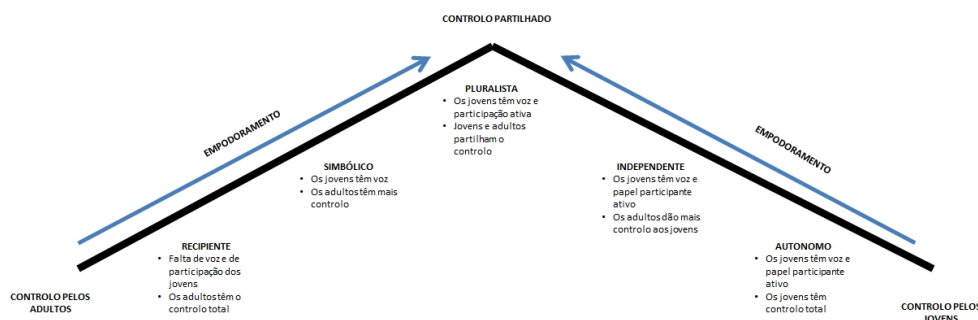 CONTROLO PARTILHADO
EMPODORAMENTO
EMPODORAMENTO
PLURALISTA
• Os jovens têm voz e
participação ativa
• Jovens e adultos
partilham o
controlo
SIMBÓLICO
• Os jovens têm voz
• Os adultos têm mais
controlo
INDEPENDENTE
• Os jovens têm voz e
papel participante
ativo
• Os adultos dão mais
controlo aos jovens
RECIPIENTE
• Falta de voz e de
participação dos
jovens
• Os adultos têm o
controlo total
AUTONOMO
• Os jovens têm voz e
papel participante
ativo
• Os jovens têm
controlo total
CONTROLO PELOS
ADULTOS
CONTROLO PELOS
JOVENS